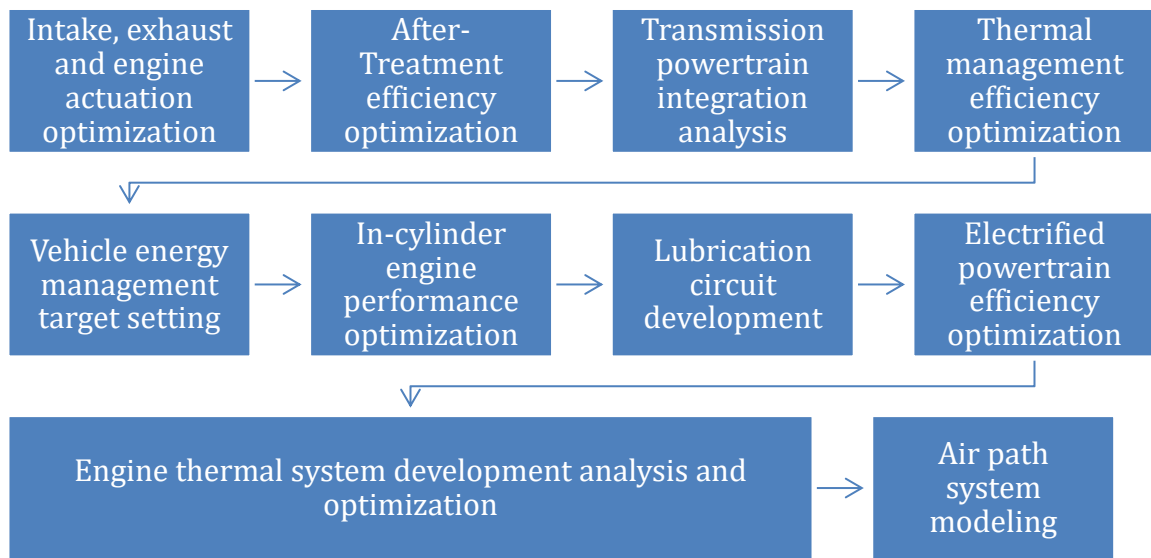 Intake, exhaust
and engine
actuation
optimization
After-
Treatment
efficiency
optimization
Transmission
powertrain
integration
analysis
Thermal
management
efficiency
optimization
Vehicle energy
management
target setting
In-cylinder
engine
performance
optimization
Lubrication
circuit
development
Electrified
powertrain
efficiency
optimization
Engine thermal system development analysis and
optimization
Air path
system
modeling